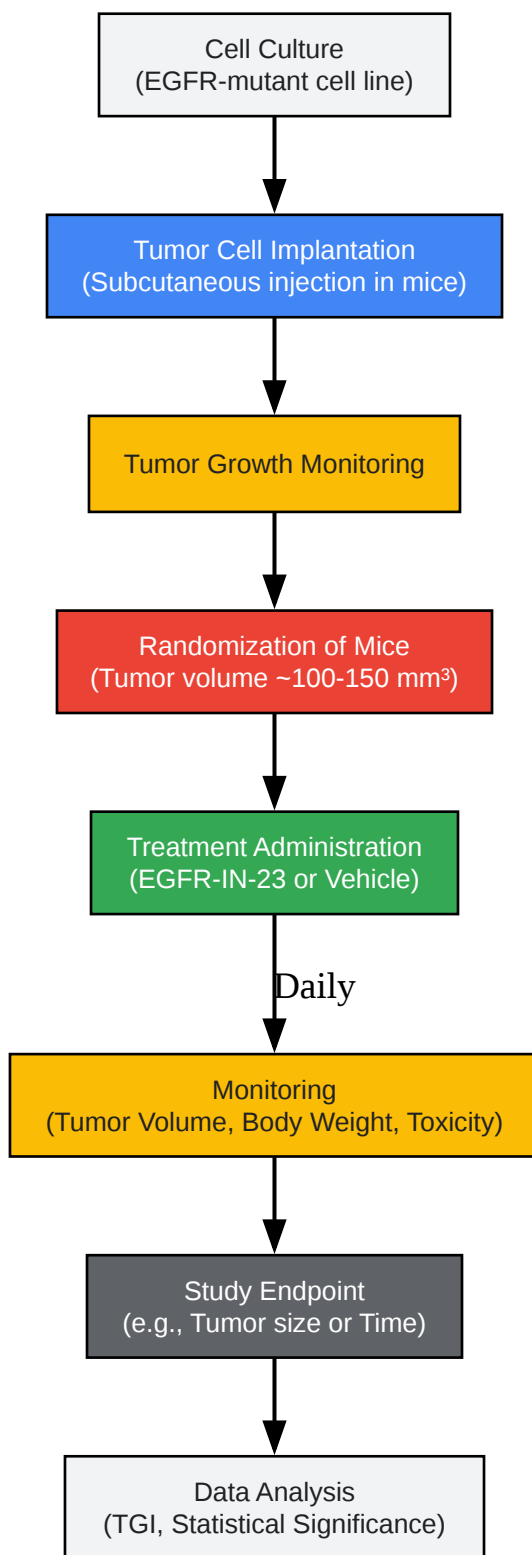 Cell Culture
(EGFR-mutant cell line)
Tumor Cell Implantation
(Subcutaneous injection in mice)
Tumor Growth Monitoring
Randomization of Mice
(Tumor volume ~100-150 mm³)
Treatment Administration
(EGFR-IN-23 or Vehicle)
Daily
Monitoring
(Tumor Volume, Body Weight, Toxicity)
Study Endpoint
(e.g., Tumor size or Time)
Data Analysis
(TGI, Statistical Significance)